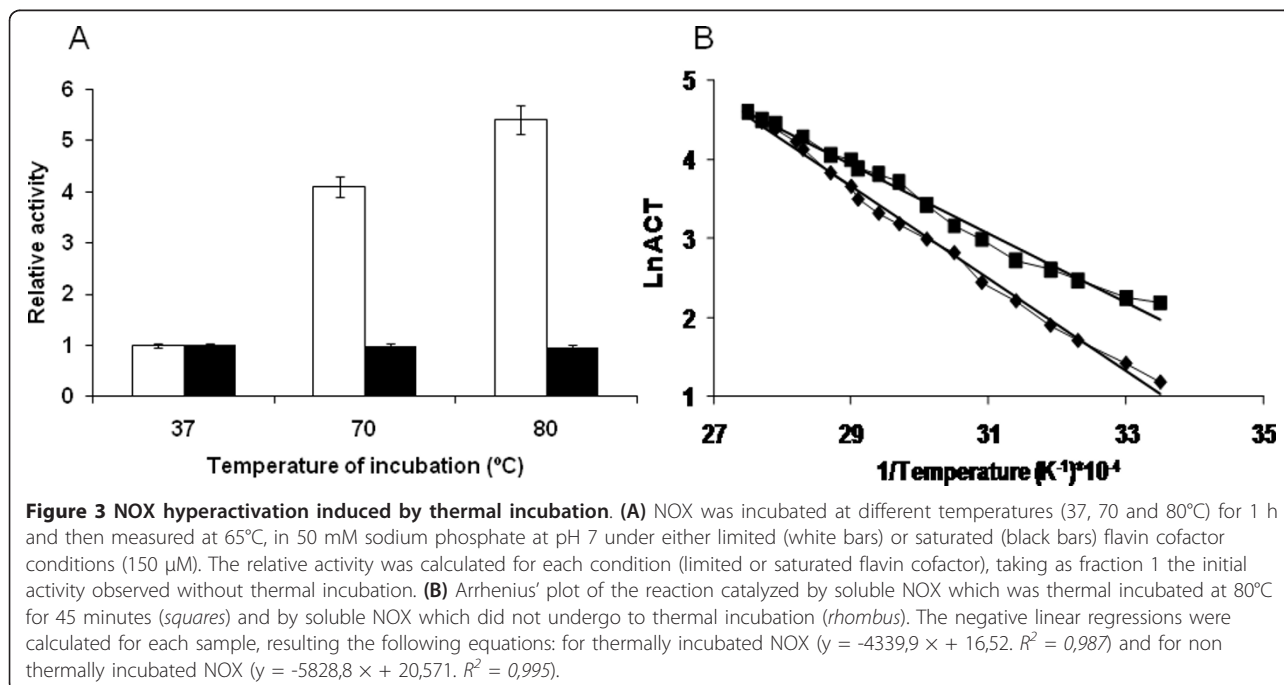 A
6
5
4
3
2
1
0
Relative activity
37 70 80
Temperature of incubation (ºC)
B
5
4
3
2
1
LnACT
27 29 31 33 35
1/Temperature (K⁻¹)*10⁻⁴
Figure 3 NOX hyperactivation induced by thermal incubation. (A) NOX was incubated at different temperatures (37, 70 and 80°C) for 1 h
and then measured at 65°C, in 50 mM sodium phosphate at pH 7 under either limited (white bars) or saturated (black bars) flavin cofactor
conditions (150 μM). The relative activity was calculated for each condition (limited or saturated flavin cofactor), taking as fraction 1 the initial
activity observed without thermal incubation. (B) Arrhenius’ plot of the reaction catalyzed by soluble NOX which was thermal incubated at 80°C
for 45 minutes (squares) and by soluble NOX which did not undergo to thermal incubation (rhombus). The negative linear regressions were
calculated for each sample, resulting the following equations: for thermally incubated NOX (y = -4339,9 × + 16,52. R² = 0,987) and for non
thermally incubated NOX (y = -5828,8 × + 20,571. R² = 0,995).